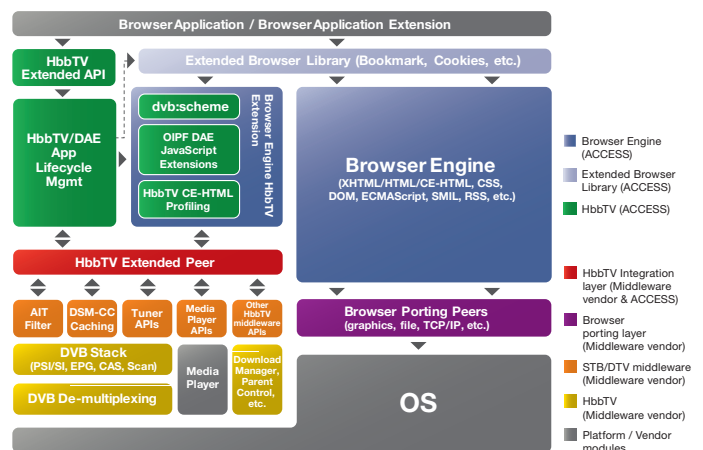 Browser Application / Browser Application Extension
HbbTV
Extended API
Extended Browser Library (Bookmark, Cookies, etc.)
HbbTV/DAE
App
Lifecycle
Mgmt
dvb:scheme
OIPF DAE
JavaScript
Extensions
HbbTV CE-HTML
Profiling
Browser Engine HbbTV
Extension
Browser Engine
(XHTML/HTML/CE-HTML, CSS,
DOM, ECMAScript, SMIL, RSS, etc.)
HbbTV Extended Peer
AIT
Filter
DSM-CC
Caching
Tuner
APIs
Media
Player
APIs
Other
HbbTV
middleware
APIs
Browser Porting Peers
(graphics, file, TCP/IP, etc.)
DVB Stack
(PSI/SI, EPG, CAS, Scan)
DVB De-multiplexing
Media
Player
Download
Manager,
Parent
Control,
etc.
OS
Browser Engine
(ACCESS)
Extended Browser
Library (ACCESS)
HbbTV (ACCESS)
HbbTV Integration
layer (Middleware
vendor & ACCESS)
Browser
porting layer
(Middleware vendor)
STB/DTV middleware
(Middleware vendor)
HbbTV
(Middleware vendor)
Platform / Vendor
modules